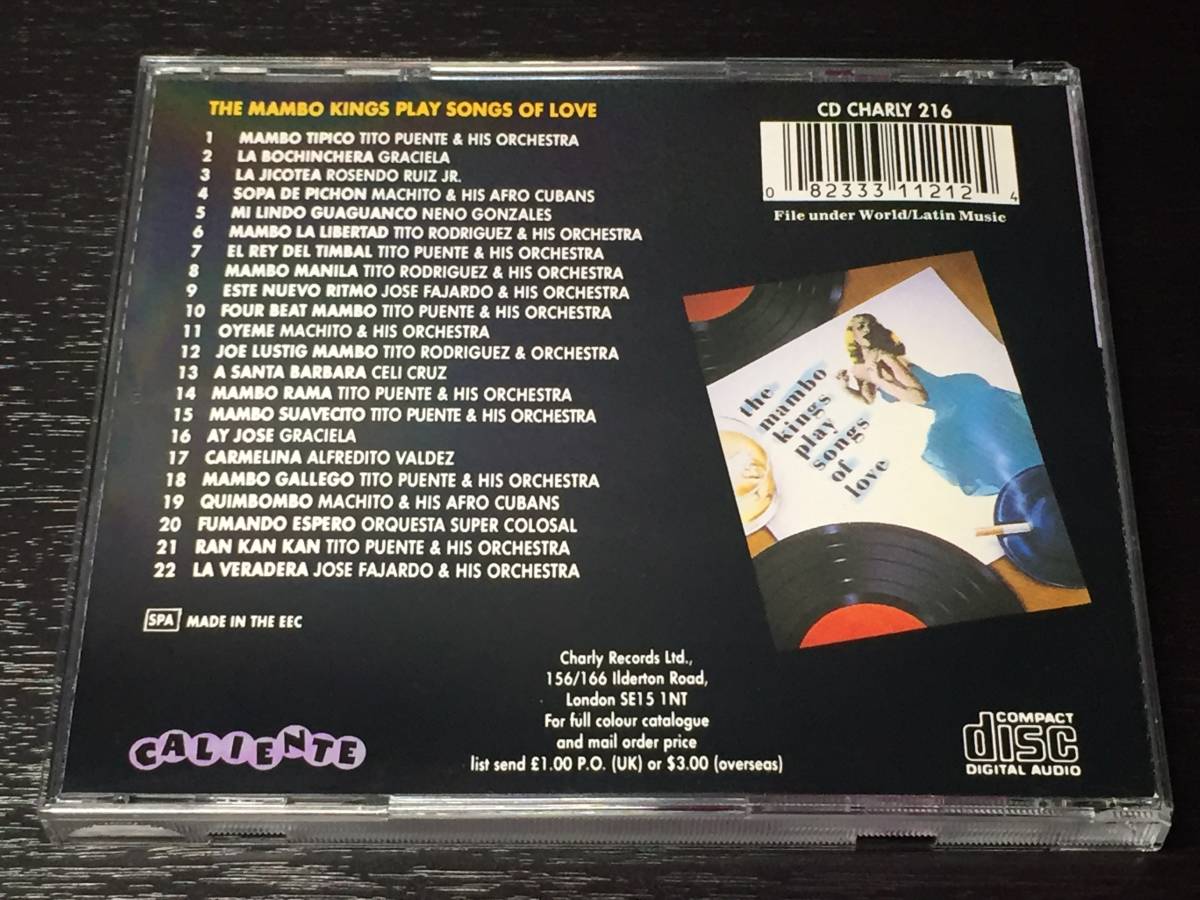 THE MAMBO KINGS PLAY SONGS OF LOVE
1 MAMBO TIPICO TITO PUENTE & HIS ORCHESTRA
2 LA BOCHINCHERA GRACIELA
3 LA JICOTEA ROSENDO RUIZ JR.
4 SOPA DE PICHON MACHITO & HIS AFRO CUBANS
5 MI LINDO GUAGUANCO NENO GONZALES
6 MAMBO LA LIBERTAD TITO RODRIGUEZ & HIS ORCHESTRA
7 EL REY DEL TIMBAL TITO PUENTE & HIS ORCHESTRA
8 MAMBO MANILA TITO RODRIGUEZ & HIS ORCHESTRA
9 ESTE NUEVO RITMO JOSE FAJARDO & HIS ORCHESTRA
10 FOUR BEAT MAMBO TITO PUENTE & HIS ORCHESTRA
11 OYEME MACHITO & HIS ORCHESTRA
12 JOE LUSTIG MAMBO TITO RODRIGUEZ & ORCHESTRA
13 A SANTA BARBARA CELI CRUZ
14 MAMBO RAMA TITO PUENTE & HIS ORCHESTRA
15 MAMBO SUAVECITO TITO PUENTE & HIS ORCHESTRA
16 AY JOSE GRACIELA
17 CARMELINA ALFREDITO VALDEZ
18 MAMBO GALLEGO TITO PUENTE & HIS ORCHESTRA
19 QUIMBOMBO MACHITO & HIS AFRO CUBANS
20 FUMANDO ESPERO ORQUESTA SUPER COLOSAL
21 RAN KAN KAN TITO PUENTE & HIS ORCHESTRA
22 LA VERADERA JOSE FAJARDO & HIS ORCHESTRA
SPA MADE IN THE EEC
CD CHARLY 216
0 82333 11212 4
File under World/Latin Music
the
mambo
kings
play
songs
of
love
Charly Records Ltd.,
156/166 Ilderton Road,
London SE15 1NT
For full colour catalogue
and mail order price
list send £1.00 P.O. (UK) or $3.00 (overseas)
CALIENTE
COMPACT
disc
DIGITAL AUDIO